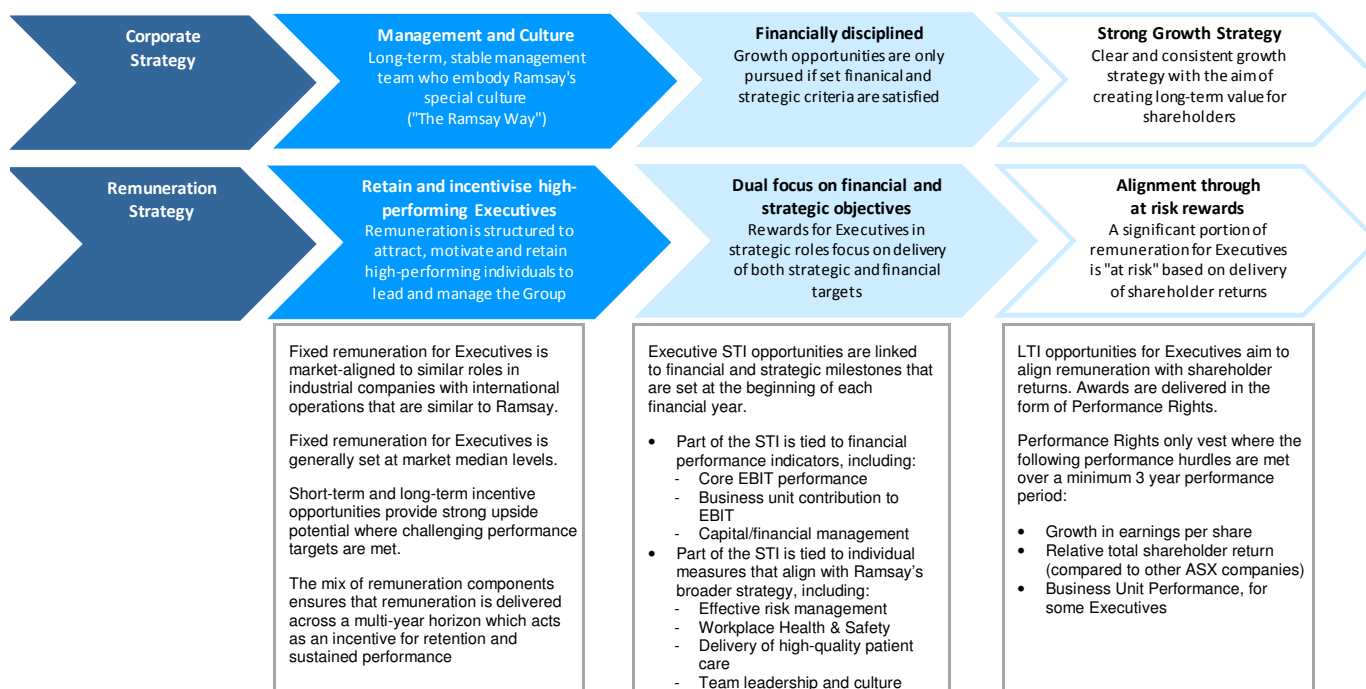 Corporate
Strategy
Management and Culture
Long-term, stable management
team who embody Ramsay's
special culture
("The Ramsay Way")
Financially disciplined
Growth opportunities are only
pursued if set finanical and
strategic criteria are satisfied
Strong Growth Strategy
Clear and consistent growth
strategy with the aim of
creating long-term value for
shareholders
Remuneration
Strategy
Retain and incentivise high-
performing Executives
Remuneration is structured to
attract, motivate and retain
high-performing individuals to
lead and manage the Group
Dual focus on financial and
strategic objectives
Rewards for Executives in
strategic roles focus on delivery
of both strategic and financial
targets
Alignment through
at risk rewards
A significant portion of
remuneration for Executives
is "at risk" based on delivery
of shareholder returns
Fixed remuneration for Executives is
market-aligned to similar roles in
industrial companies with international
operations that are similar to Ramsay.
Fixed remuneration for Executives is
generally set at market median levels.
Short-term and long-term incentive
opportunities provide strong upside
potential where challenging performance
targets are met.
The mix of remuneration components
ensures that remuneration is delivered
across a multi-year horizon which acts
as an incentive for retention and
sustained performance
Executive STI opportunities are linked
to financial and strategic milestones that
are set at the beginning of each
financial year.
• Part of the STI is tied to financial
performance indicators, including:
- Core EBIT performance
- Business unit contribution to
EBIT
- Capital/financial management
• Part of the STI is tied to individual
measures that align with Ramsay's
broader strategy, including:
- Effective risk management
- Workplace Health & Safety
- Delivery of high-quality patient
care
- Team leadership and culture
LTI opportunities for Executives aim to
align remuneration with shareholder
returns. Awards are delivered in the
form of Performance Rights.
Performance Rights only vest where the
following performance hurdles are met
over a minimum 3 year performance
period:
• Growth in earnings per share
• Relative total shareholder return
(compared to other ASX companies)
• Business Unit Performance, for
some Executives